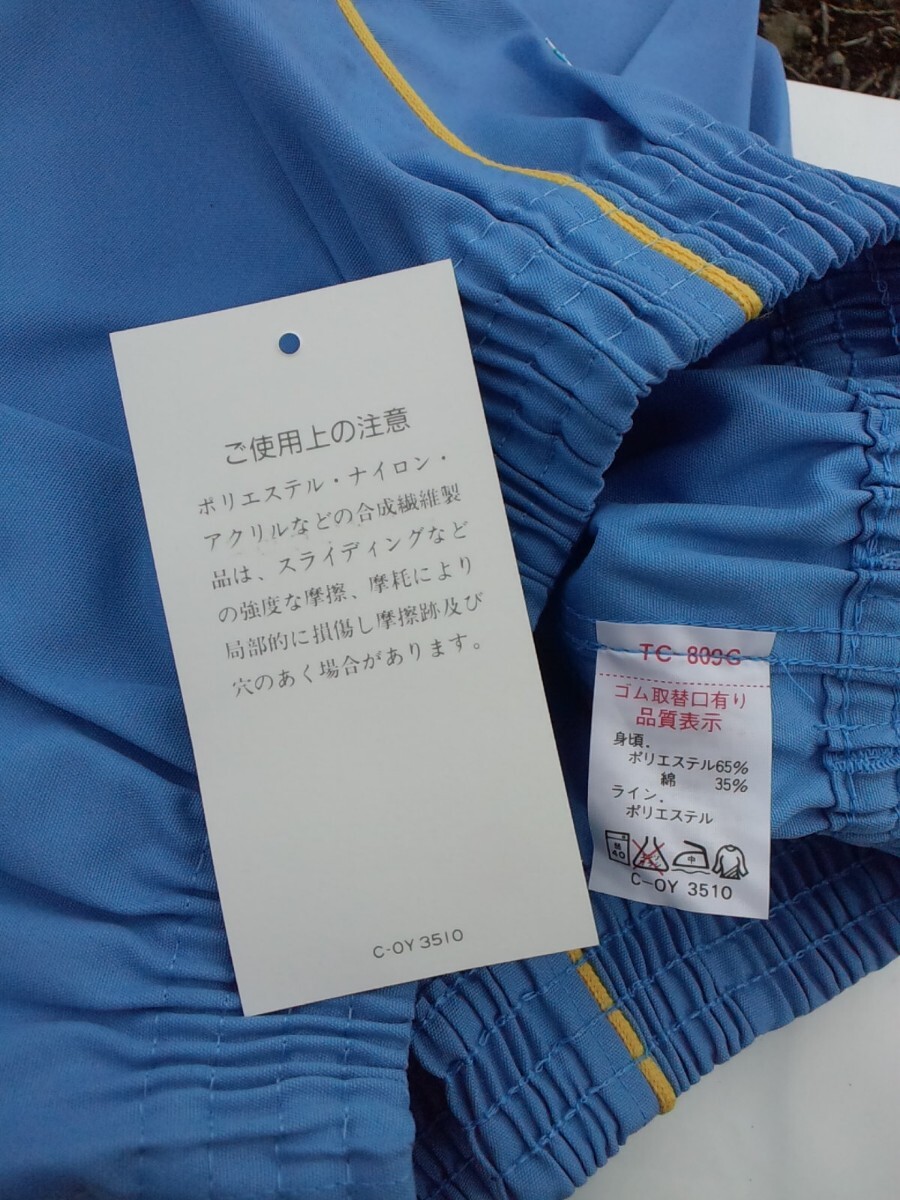 ご使用上の注意
ポリエステル・ナイロン・
アクリルなどの合成繊維製
品は、スライディングなど
の強度な摩擦、摩耗により
局部的に損傷し摩擦跡及び
穴のあく場合があります。
C-OY 3510
TC 809G
ゴム取替口有り
品質表示
身頃.
ポリエステル65%
綿 35%
ライン.
ポリエステル
40
中
C-OY 3510